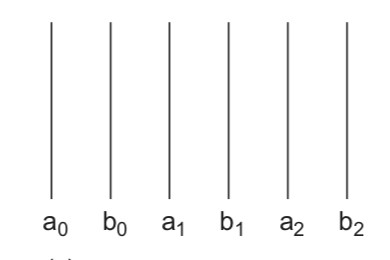 a₀ b₀ a₁ b₁ a₂ b₂